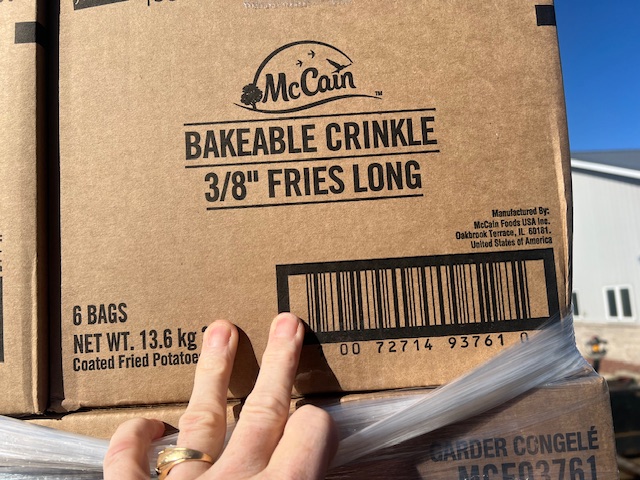 McCain™
BAKEABLE CRINKLE
3/8" FRIES LONG
Manufactured By:
McCain Foods USA Inc.
Oakbrook Terrace, IL 60181.
United States of America
6 BAGS
NET WT. 13.6 kg
Coated Fried Potatoe
00 72714 93761 0
GARDER CONGELÉ
MCF03761